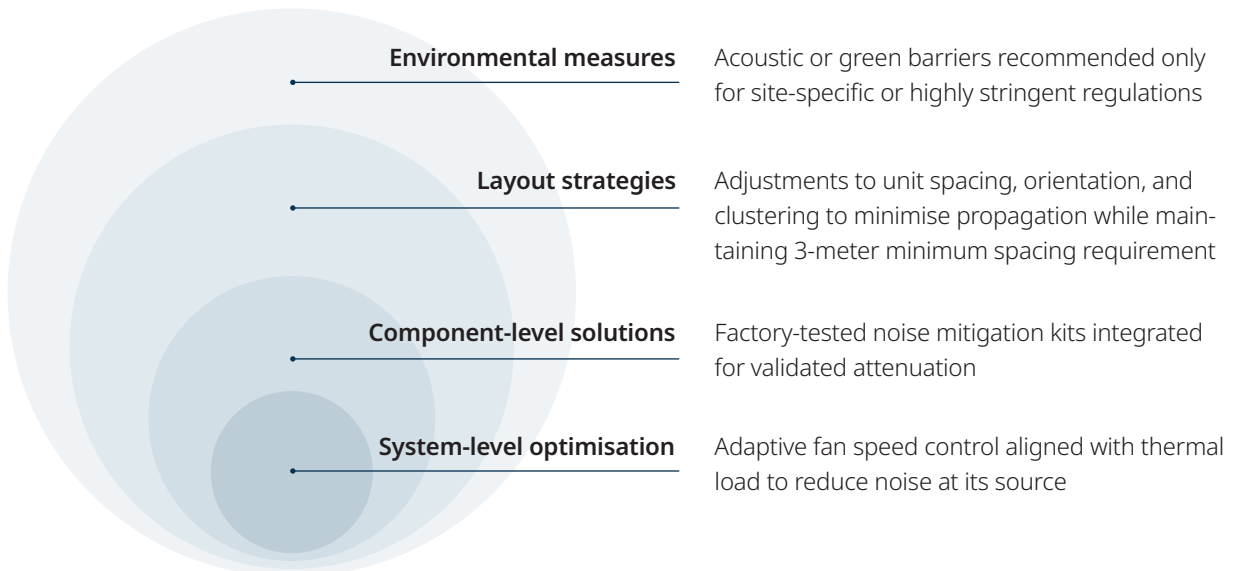 Environmental measures
Acoustic or green barriers recommended only
for site-specific or highly stringent regulations
Layout strategies
Adjustments to unit spacing, orientation, and
clustering to minimise propagation while main-
taining 3-meter minimum spacing requirement
Component-level solutions
Factory-tested noise mitigation kits integrated
for validated attenuation
System-level optimisation
Adaptive fan speed control aligned with thermal
load to reduce noise at its source